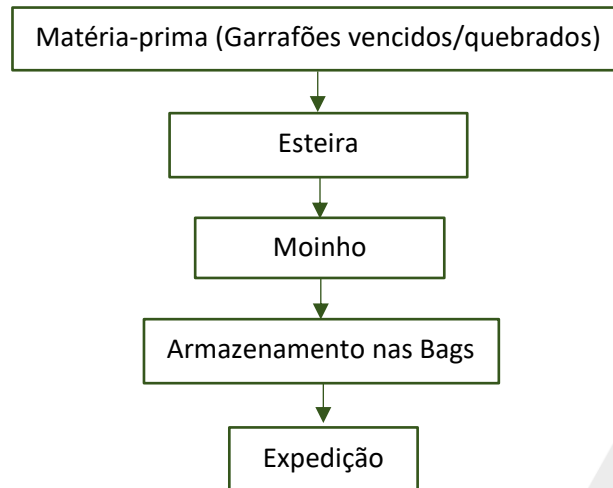 Matéria-prima (Garrafões vencidos/quebrados)
Esteira
Moinho
Armazenamento nas Bags
Expedição